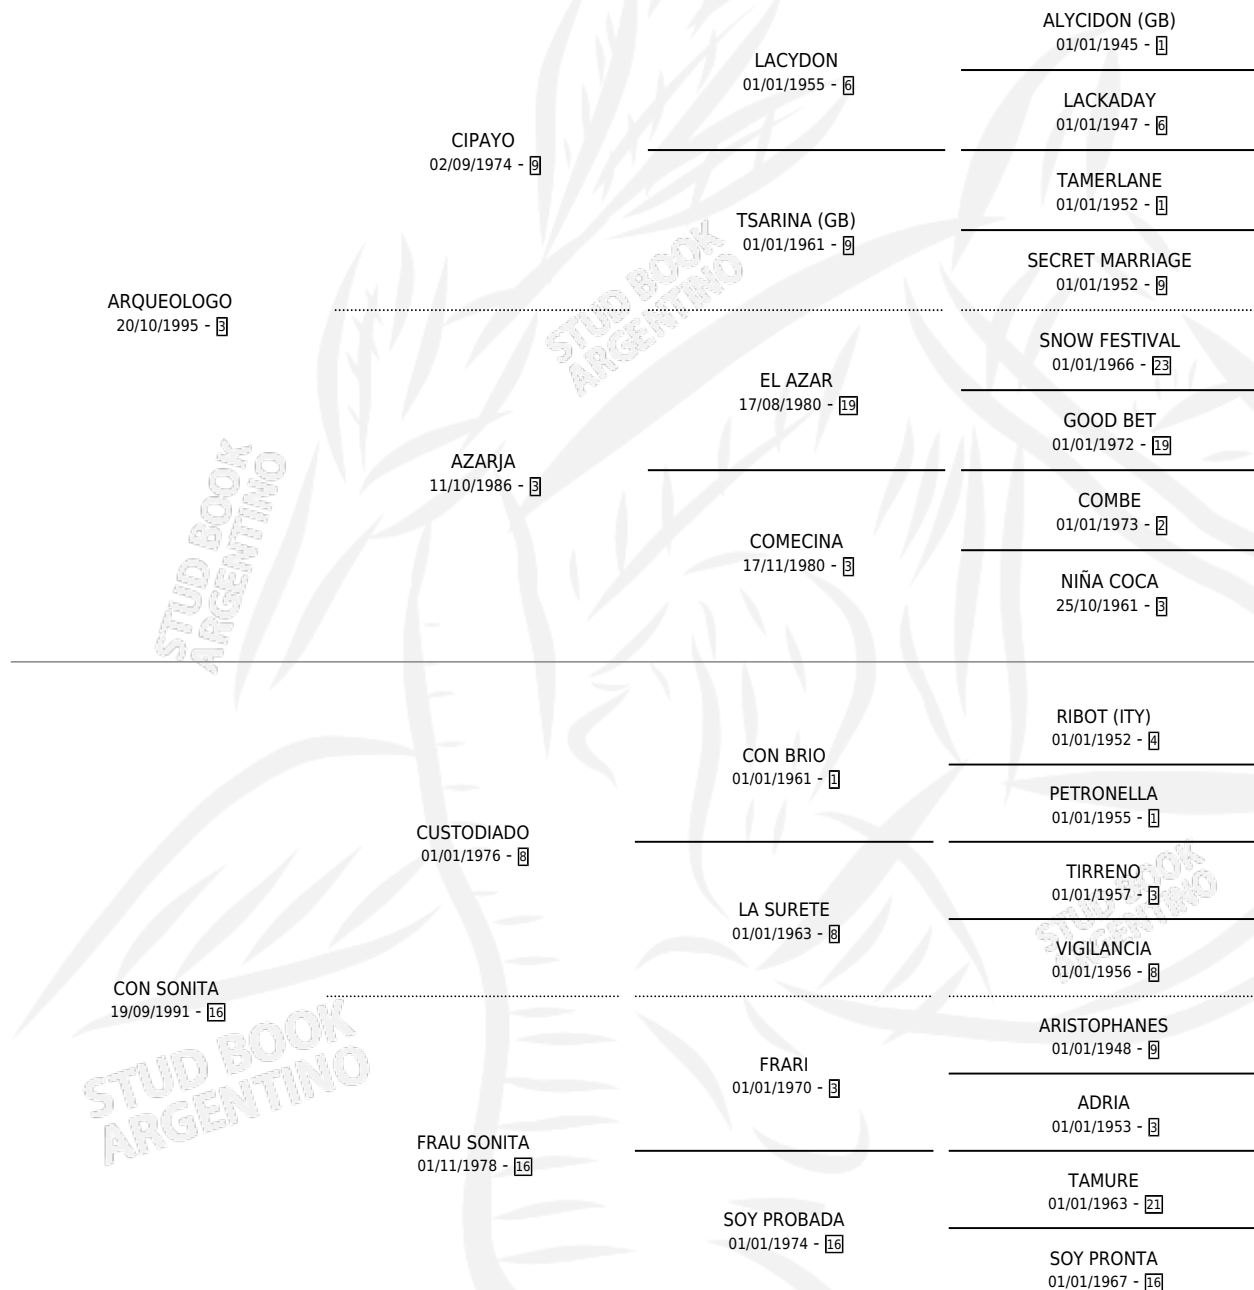 ALYCIDON (GB)
01/01/1945 - 1
LACYDON
01/01/1955 - 6
LACKADAY
01/01/1947 - 6
CIPAYO
02/09/1974 - 9
TAMERLANE
01/01/1952 - 1
TSARINA (GB)
01/01/1961 - 9
SECRET MARRIAGE
01/01/1952 - 9
ARQUEOLOGO
20/10/1995 - 3
STUD BOOK
ARGENTINO
SNOW FESTIVAL
01/01/1966 - 23
EL AZAR
17/08/1980 - 19
GOOD BET
01/01/1972 - 19
AZARJA
11/10/1986 - 3
COMBE
01/01/1973 - 2
COMECINA
17/11/1980 - 3
NIÑA COCA
25/10/1961 - 3
STUD BOOK
ARGENTINO
RIBOT (ITY)
01/01/1952 - 4
CON BRIO
01/01/1961 - 1
PETRONELLA
01/01/1955 - 1
CUSTODIADO
01/01/1976 - 8
TIRRENO
01/01/1957 - 3
LA SURETE
01/01/1963 - 8
VIGILANCIA
01/01/1956 - 8
STUD BOOK
ARGENTINO
CON SONITA
19/09/1991 - 16
ARISTOPHANES
01/01/1948 - 9
FRARI
01/01/1970 - 3
ADRIA
01/01/1953 - 3
STUD BOOK
ARGENTINO
FRAU SONITA
01/11/1978 - 16
TAMURE
01/01/1963 - 21
SOY PROBADA
01/01/1974 - 16
SOY PRONTA
01/01/1967 - 16